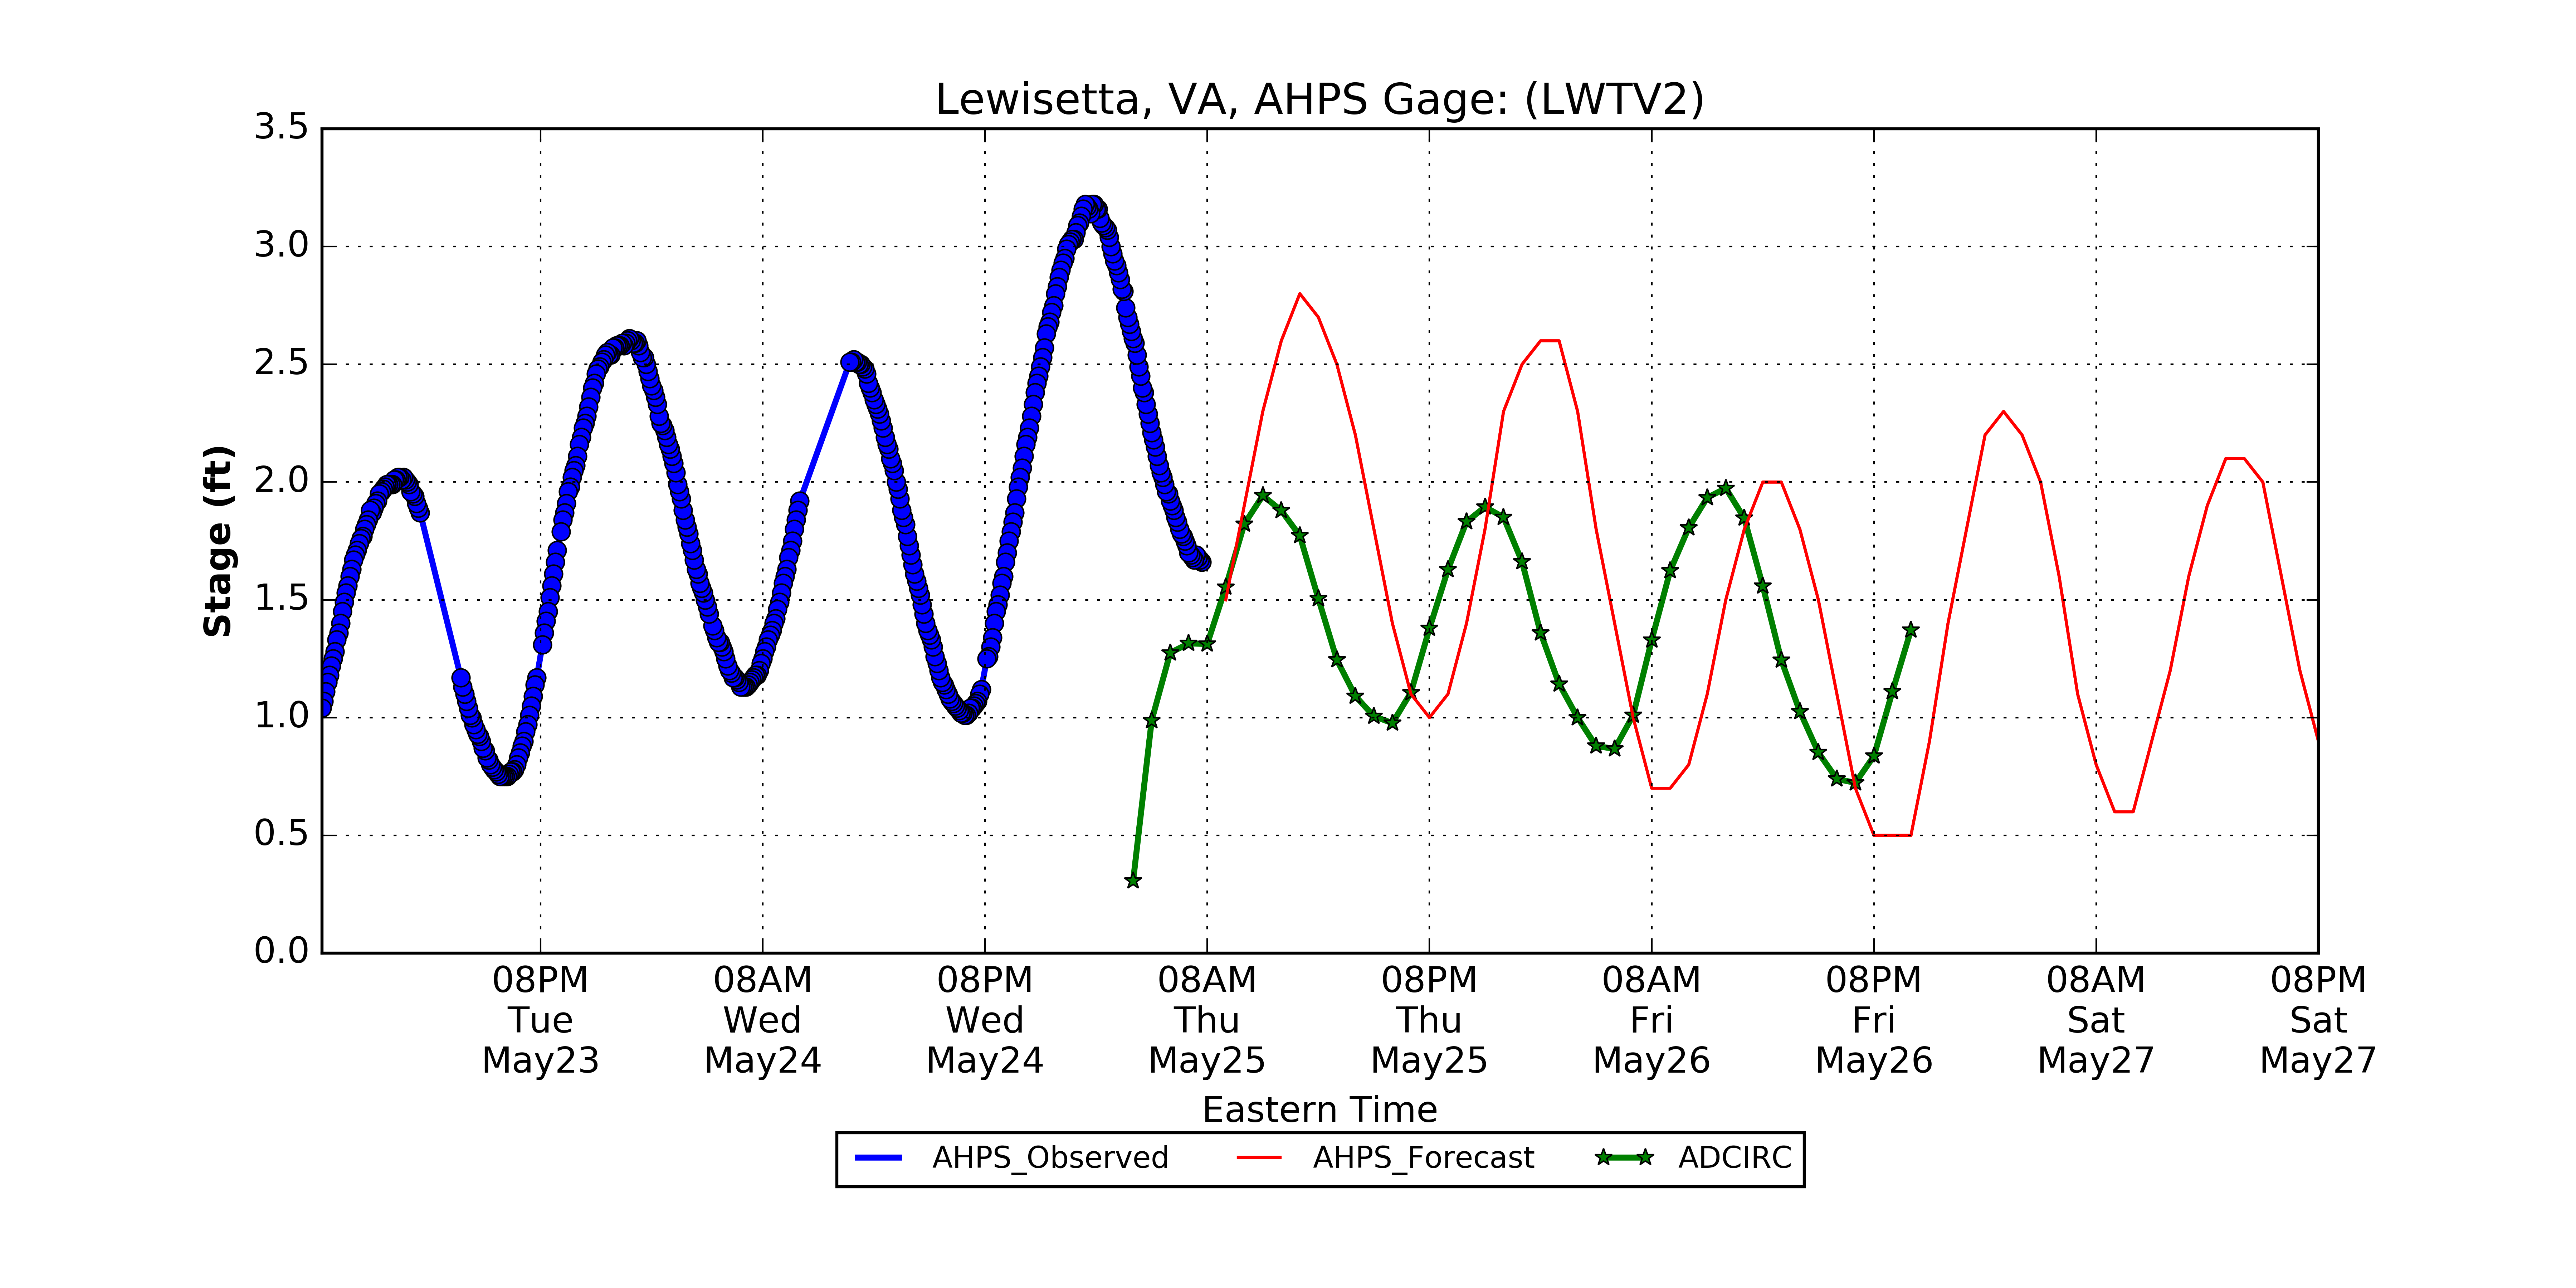 Lewisetta, VA, AHPS Gage: (LWTV2)
3.5
3.0
2.5
2.0
1.5
1.0
0.5
0.0
Stage (ft)
08PM 08AM 08PM 08AM 08PM 08AM 08PM 08AM 08PM
Tue Wed Wed Thu Thu Fri Fri Sat Sat
May23 May24 May24 May25 May25 May26 May26 May27 May27
Eastern Time
AHPS_Observed AHPS_Forecast ADCIRC